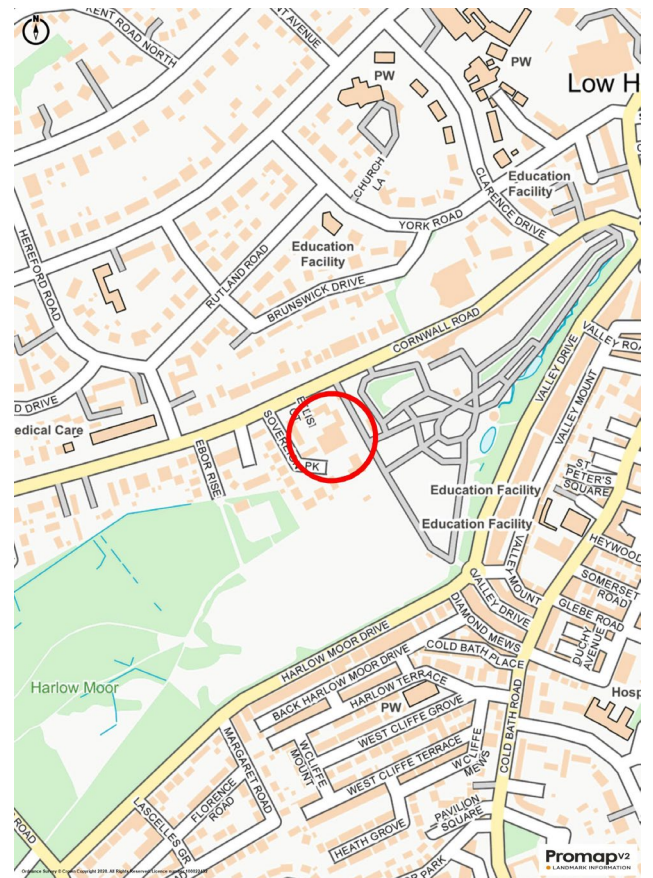 N
KENT ROAD NORTH
NT AVENUE
PW
PW
Low H
CHURCH
LA
CLARENCE DRIVE
Education
Facility
YORK ROAD
HEREFORD ROAD
RUTLAND ROAD
Education
Facility
BRUNSWICK DRIVE
CORNWALL ROAD
VALLEY DRIVE
VALLEY ROA
VALLEY MOUNT
D DRIVE
edical Care
EBOR RISE
SOVEREIGN
PK
ELLIS'
CT
ST
PETER'S
SQUARE
Education Facility
Education Facility
HEYWOOD
VALLEY MOUNT
VALLEY DRIVE
SOMERSET
ROAD
GLEBE ROAD
DUCHY
AVENUE
DIAMOND MEWS
COLD BATH PLACE
HARLOW MOOR DRIVE
BACK HARLOW MOOR DRIVE
HARLOW TERRACE
Harlow Moor
PW
COLD BATH ROAD
Hosp
WEST CLIFFE GROVE
W CLIFFE
MOUNT
WEST CLIFFE TERRACE
W CLIFFE
MEWS
MARGARET ROAD
FLORENCE
ROAD
LASCELLES GR
ROAD
HEATH GROVE
PAVILION
SQUARE
R PARK
Promap V2
LANDMARK INFORMATION